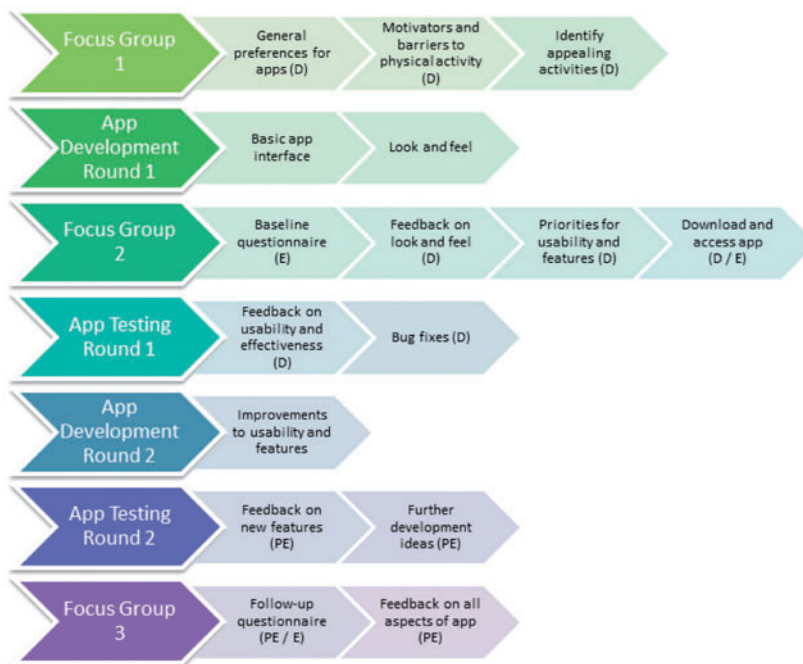 Focus Group
1
General
preferences for
apps (D)
Motivators and
barriers to
physical activity
(D)
Identify
appealing
activities (D)
App
Development
Round 1
Basic app
interface
Look and feel
Focus Group
2
Baseline
questionnaire
(E)
Feedback on
look and feel
(D)
Priorities for
usability and
features (D)
Download and
access app
(D / E)
App Testing
Round 1
Feedback on
usability and
effectiveness
(D)
Bug fixes (D)
App
Development
Round 2
Improvements
to usability and
features
App Testing
Round 2
Feedback on
new features
(PE)
Further
development
ideas (PE)
Focus Group
3
Follow-up
questionnaire
(PE / E)
Feedback on all
aspects of app
(PE)